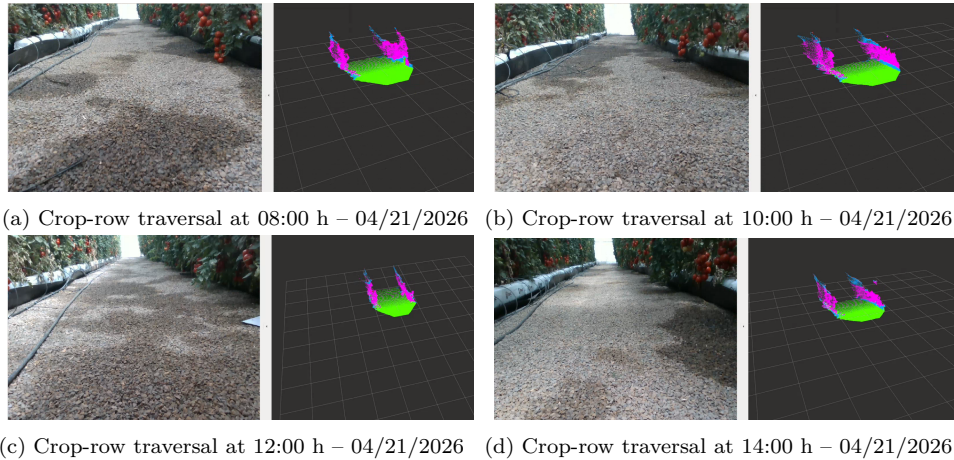 (a) Crop-row traversal at 08:00 h – 04/21/2026
(b) Crop-row traversal at 10:00 h – 04/21/2026
(c) Crop-row traversal at 12:00 h – 04/21/2026
(d) Crop-row traversal at 14:00 h – 04/21/2026